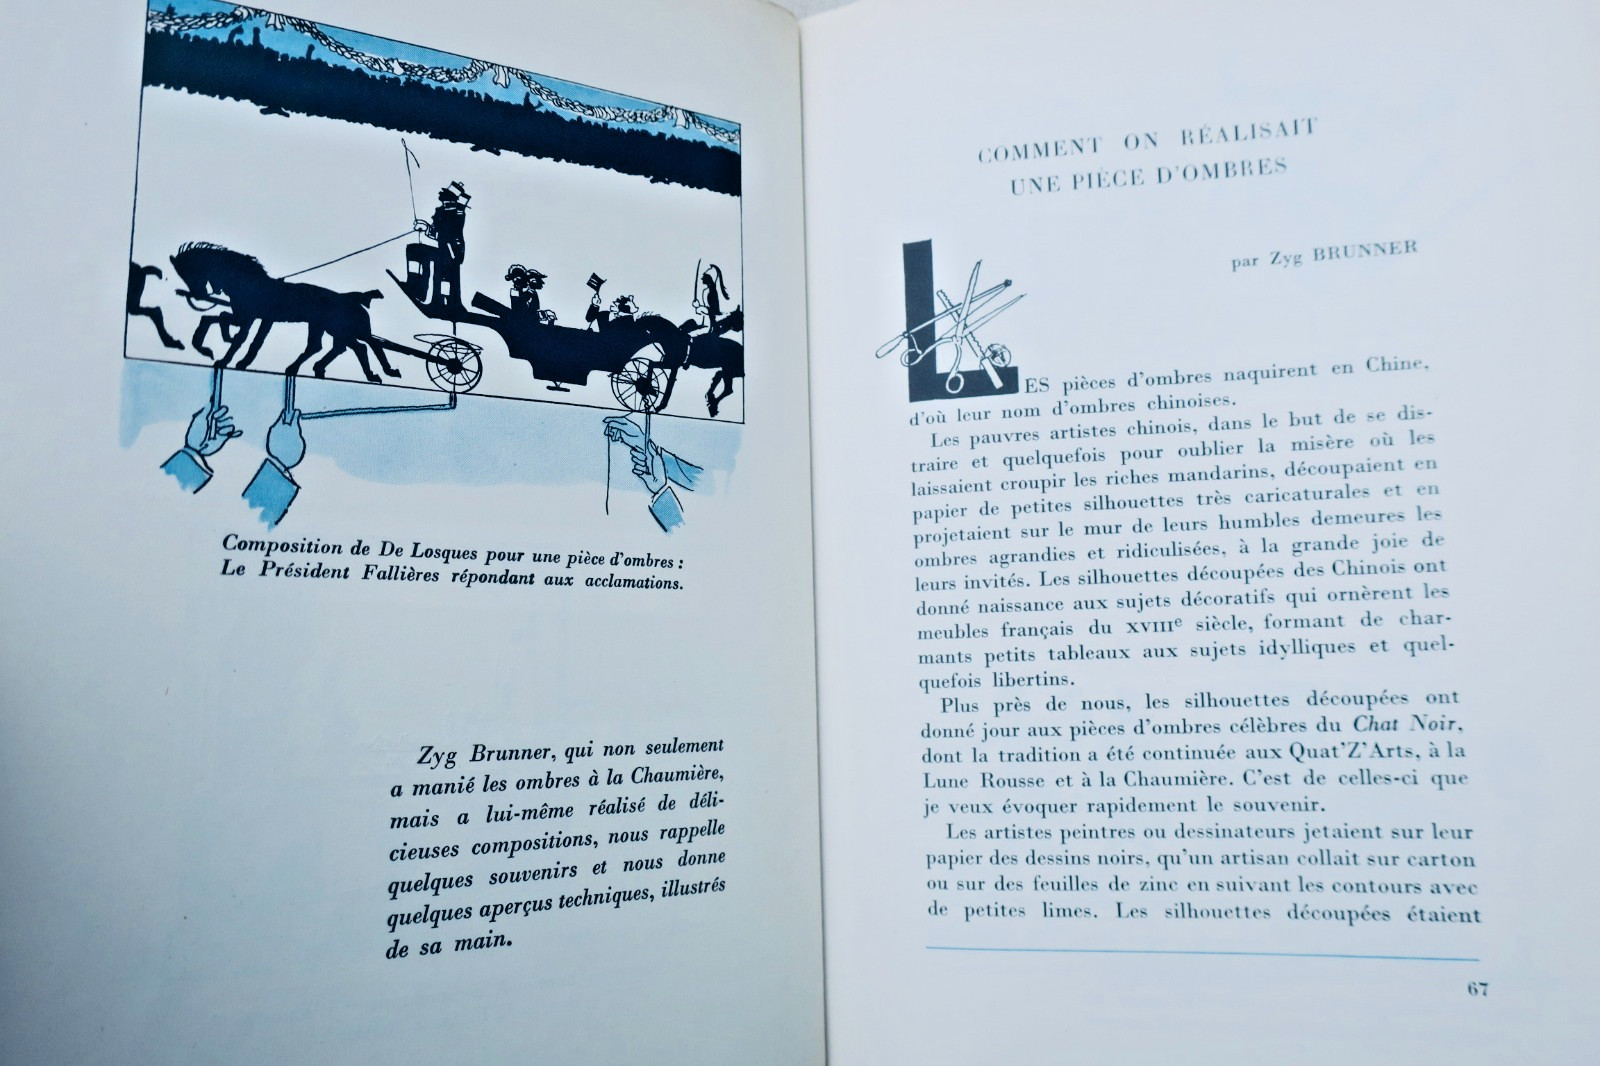 Composition de De Losques pour une pièce d'ombres :
Le Président Fallières répondant aux acclamations.
Zyg Brunner, qui non seulement
a manié les ombres à la Chaumière,
mais a lui-même réalisé de déli-
cieuses compositions, nous rappelle
quelques souvenirs et nous donne
quelques aperçus techniques, illustrés
de sa main.
COMMENT ON RÉALISAIT
UNE PIÈCE D'OMBRES
par Zyg BRUNNER
LES pièces d'ombres naquirent en Chine,
d'où leur nom d'ombres chinoises.
Les pauvres artistes chinois, dans le but de se dis-
traire et quelquefois pour oublier la misère où les
laissaient croupir les riches mandarins, découpaient en
papier de petites silhouettes très caricaturales et en
projetaient sur le mur de leurs humbles demeures les
ombres agrandies et ridiculisées, à la grande joie de
leurs invités. Les silhouettes découpées des Chinois ont
donné naissance aux sujets décoratifs qui ornèrent les
meubles français du XVIIIe siècle, formant de char-
mants petits tableaux aux sujets idylliques et quel-
quefois libertins.
Plus près de nous, les silhouettes découpées ont
donné jour aux pièces d'ombres célèbres du Chat Noir,
dont la tradition a été continuée aux Quat'Z'Arts, à la
Lune Rousse et à la Chaumière. C'est de celles-ci que
je veux évoquer rapidement le souvenir.
Les artistes peintres ou dessinateurs jetaient sur leur
papier des dessins noirs, qu'un artisan collait sur carton
ou sur des feuilles de zinc en suivant les contours avec
de petites limes. Les silhouettes découpées étaient
67